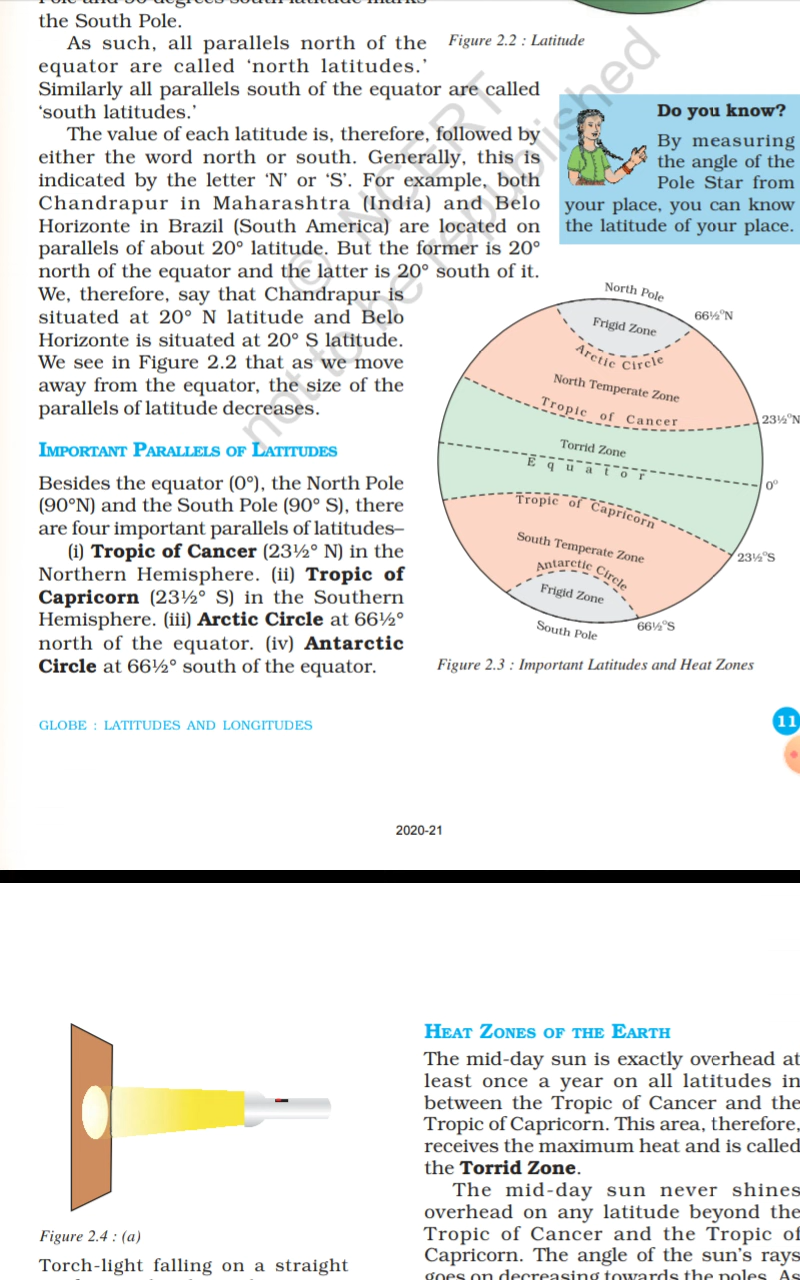 the South Pole.
As such, all parallels north of the
equator are called ‘north latitudes.’
Similarly all parallels south of the equator are called
‘south latitudes.’
The value of each latitude is, therefore, followed by
either the word north or south. Generally, this is
indicated by the letter ‘N’ or ‘S’. For example, both
Chandrapur in Maharashtra (India) and Belo
Horizonte in Brazil (South America) are located on
parallels of about 20° latitude. But the former is 20°
north of the equator and the latter is 20° south of it.
We, therefore, say that Chandrapur is
situated at 20° N latitude and Belo
Horizonte is situated at 20° S latitude.
We see in Figure 2.2 that as we move
away from the equator, the size of the
parallels of latitude decreases.
IMPORTANT PARALLELS OF LATITUDES
Besides the equator (0°), the North Pole
(90°N) and the South Pole (90° S), there
are four important parallels of latitudes–
(i) Tropic of Cancer (23½° N) in the
Northern Hemisphere. (ii) Tropic of
Capricorn (23½° S) in the Southern
Hemisphere. (iii) Arctic Circle at 66½°
north of the equator. (iv) Antarctic
Circle at 66½° south of the equator.
Figure 2.2 : Latitude
Do you know?
By measuring
the angle of the
Pole Star from
your place, you can know
the latitude of your place.
North Pole
66½°N
Frigid Zone
Arctic Circle
North Temperate Zone
Tropic of Cancer
23½°N
Torrid Zone
Equator
0°
Tropic of Capricorn
23½°S
South Temperate Zone
Antarctic Circle
Frigid Zone
66½°S
South Pole
Figure 2.3 : Important Latitudes and Heat Zones
© NCERT
not to be republished
GLOBE : LATITUDES AND LONGITUDES
11
2020-21
Figure 2.4 : (a)
Torch-light falling on a straight
HEAT ZONES OF THE EARTH
The mid-day sun is exactly overhead at
least once a year on all latitudes in
between the Tropic of Cancer and the
Tropic of Capricorn. This area, therefore,
receives the maximum heat and is called
the Torrid Zone.
The mid-day sun never shines
overhead on any latitude beyond the
Tropic of Cancer and the Tropic of
Capricorn. The angle of the sun’s rays
goes on decreasing towards the poles. As